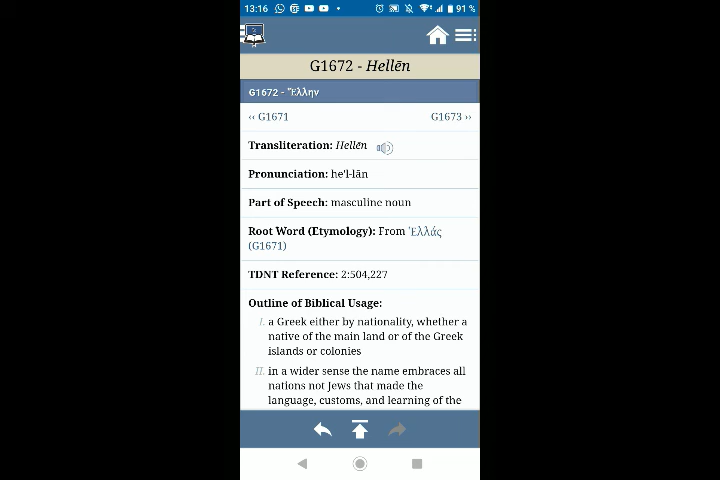 13:16 91 %
G1672 - Hellēn
G1672 - Ἕλλην
‹‹ G1671 G1673 ››
Transliteration: Hellēn
Pronunciation: he'l-lān
Part of Speech: masculine noun
Root Word (Etymology): From Ἑλλάς
(G1671)
TDNT Reference: 2:504,227
Outline of Biblical Usage:
I. a Greek either by nationality, whether a
native of the main land or of the Greek
islands or colonies
II. in a wider sense the name embraces all
nations not Jews that made the
language, customs, and learning of the